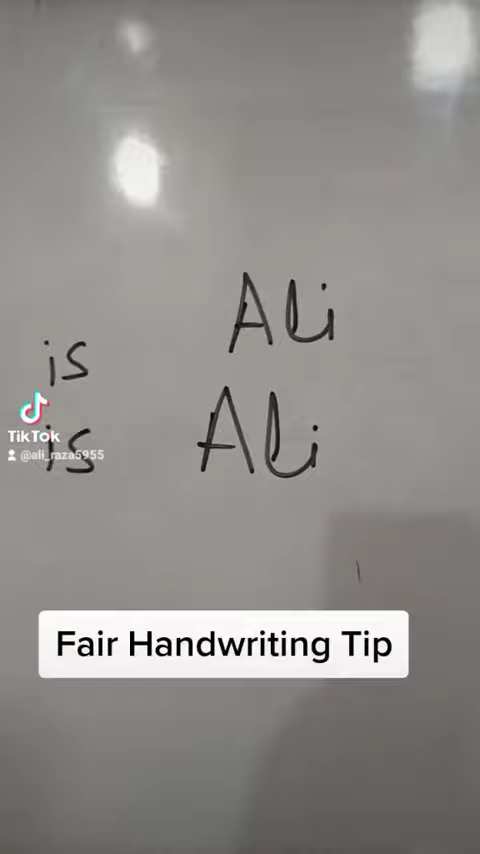 Ali
is
Ali
is
TikTok
@ali_raza5955
Fair Handwriting Tip